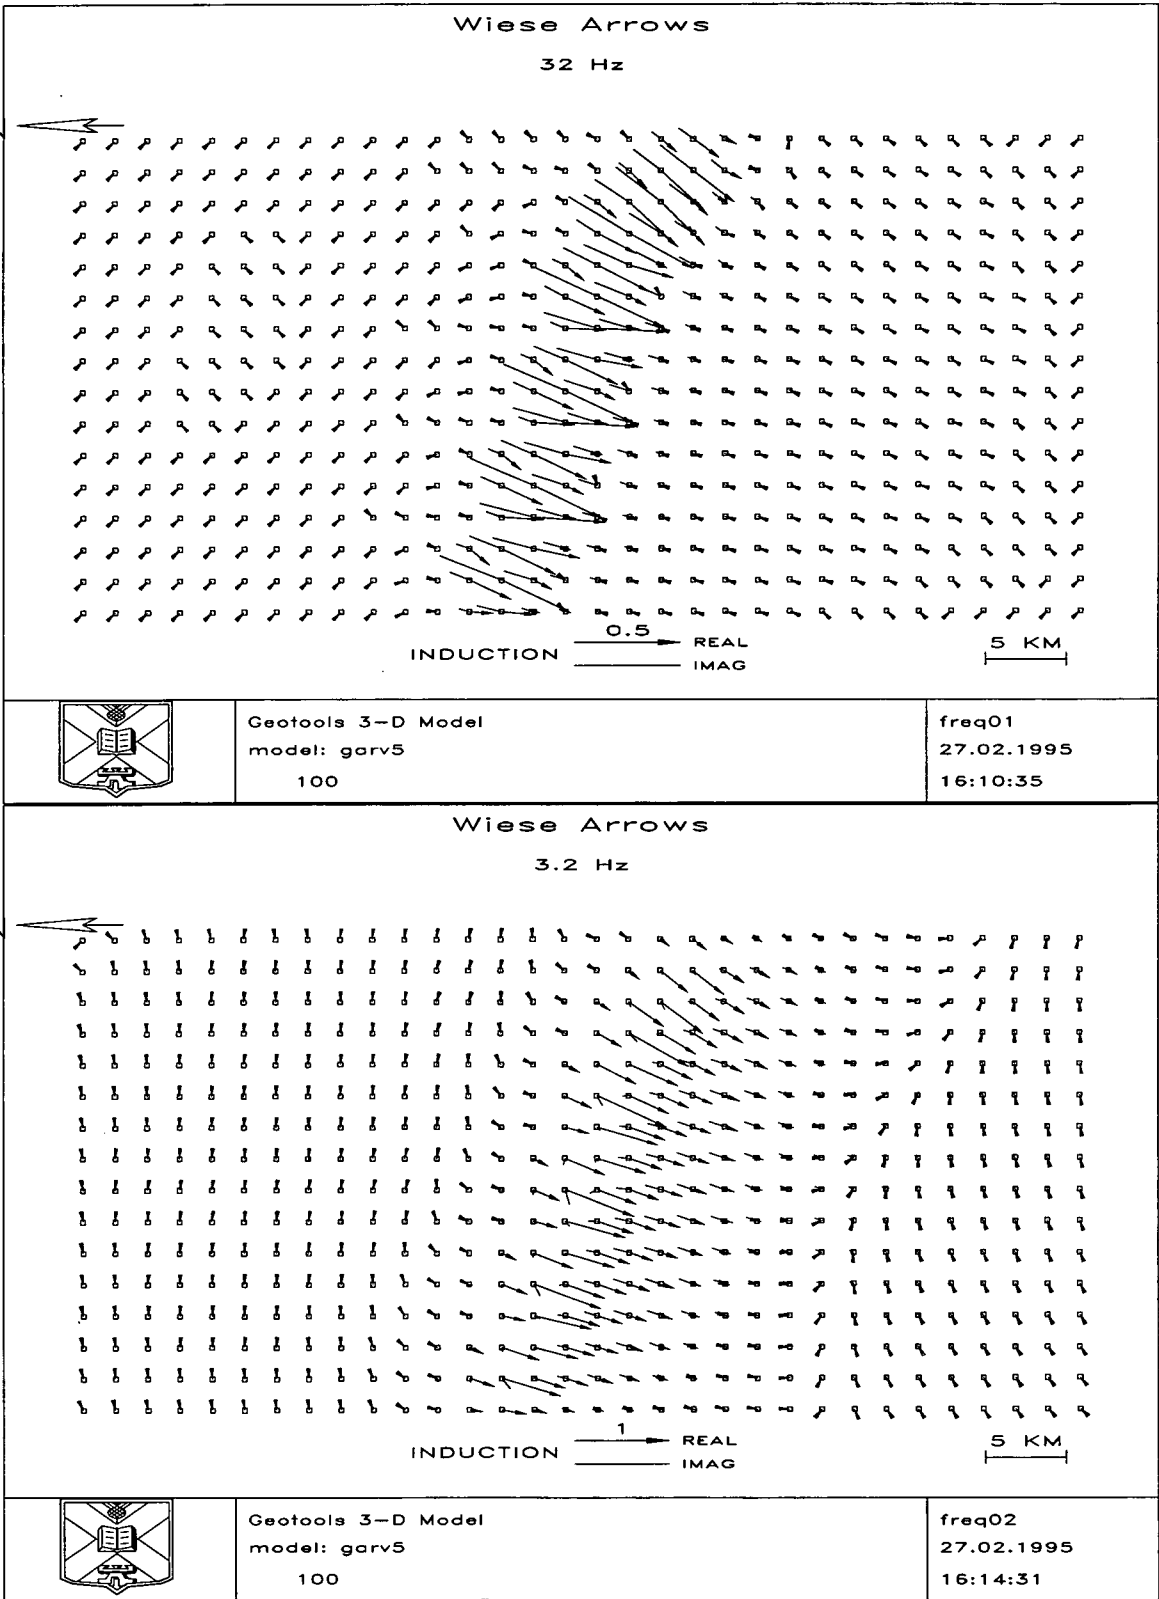 Wiese Arrows
32 Hz
0.5
INDUCTION
REAL
IMAG
5 KM
Geotools 3-D Model
model: garv5
100
freq01
27.02.1995
16:10:35
Wiese Arrows
3.2 Hz
1
INDUCTION
REAL
IMAG
5 KM
Geotools 3-D Model
model: garv5
100
freq02
27.02.1995
16:14:31